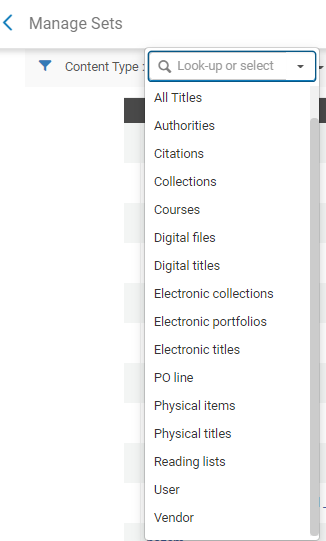 Manage Sets
Content Type :
Look-up or select
All Titles
Authorities
Citations
Collections
Courses
Digital files
Digital titles
Electronic collections
Electronic portfolios
Electronic titles
PO line
Physical items
Physical titles
Reading lists
User
Vendor